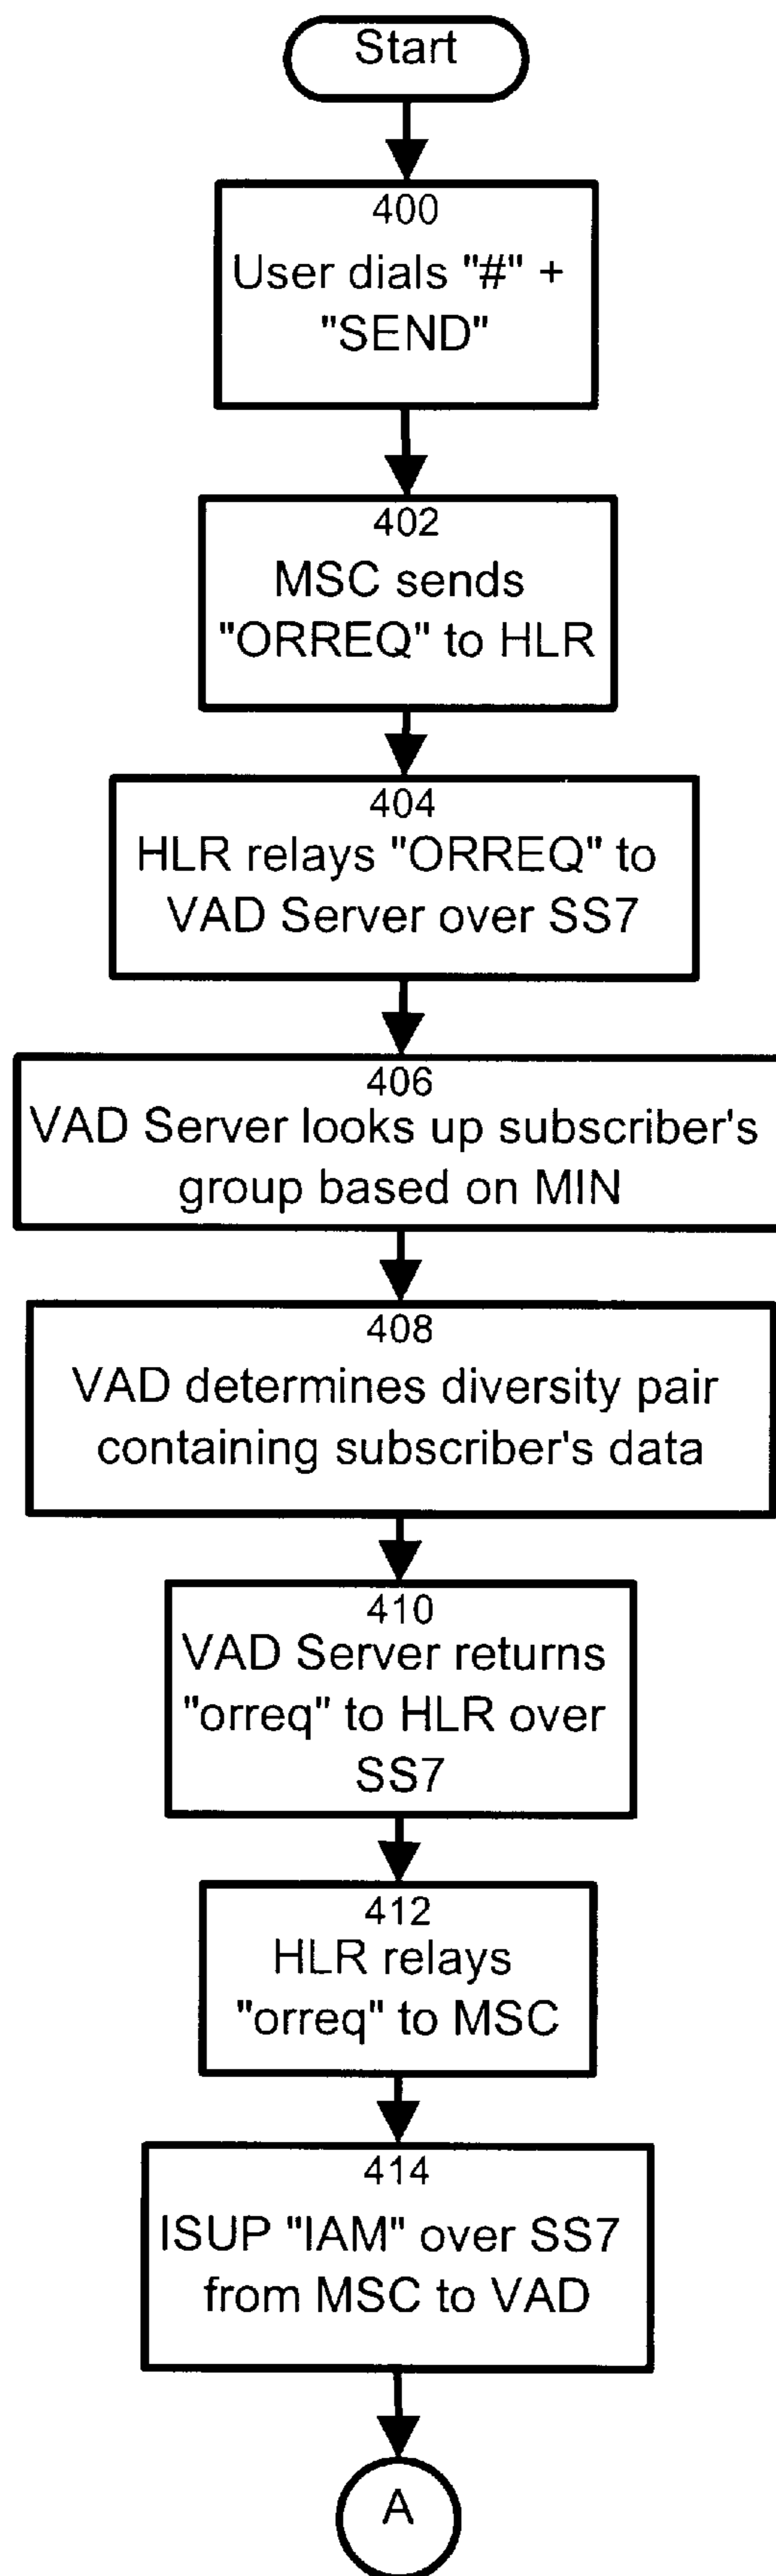 Start
400
User dials "#" +
"SEND"
402
MSC sends
"ORREQ" to HLR
404
HLR relays "ORREQ" to
VAD Server over SS7
406
VAD Server looks up subscriber's
group based on MIN
408
VAD determines diversity pair
containing subscriber's data
410
VAD Server returns
"orreq" to HLR over
SS7
412
HLR relays
"orreq" to MSC
414
ISUP "IAM" over SS7
from MSC to VAD
A